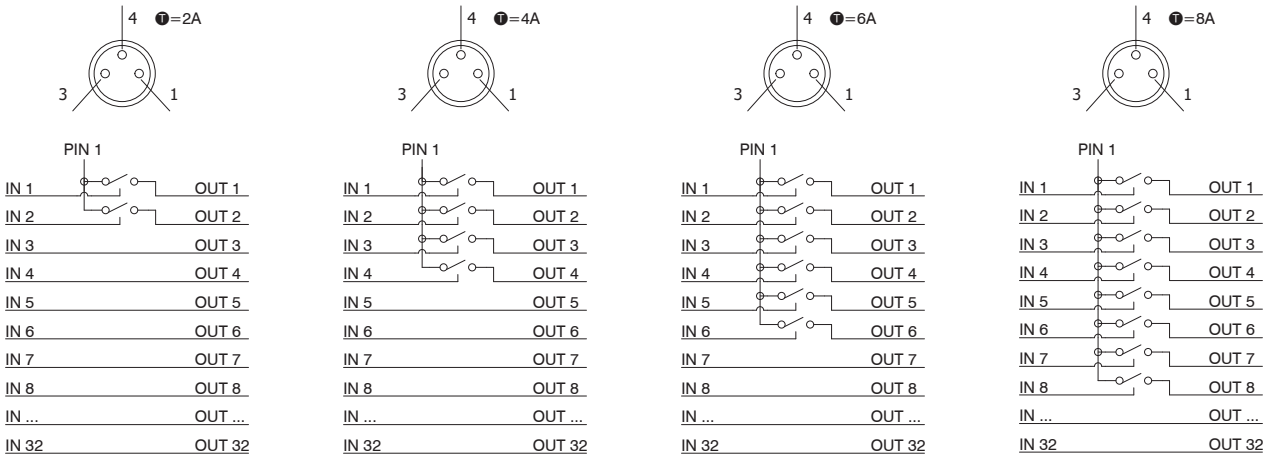 4 T=2A
3 1
PIN 1
IN 1 OUT 1
IN 2 OUT 2
IN 3 OUT 3
IN 4 OUT 4
IN 5 OUT 5
IN 6 OUT 6
IN 7 OUT 7
IN 8 OUT 8
IN ... OUT ...
IN 32 OUT 32
4 T=4A
3 1
PIN 1
IN 1 OUT 1
IN 2 OUT 2
IN 3 OUT 3
IN 4 OUT 4
IN 5 OUT 5
IN 6 OUT 6
IN 7 OUT 7
IN 8 OUT 8
IN ... OUT ...
IN 32 OUT 32
4 T=6A
3 1
PIN 1
IN 1 OUT 1
IN 2 OUT 2
IN 3 OUT 3
IN 4 OUT 4
IN 5 OUT 5
IN 6 OUT 6
IN 7 OUT 7
IN 8 OUT 8
IN ... OUT ...
IN 32 OUT 32
4 T=8A
3 1
PIN 1
IN 1 OUT 1
IN 2 OUT 2
IN 3 OUT 3
IN 4 OUT 4
IN 5 OUT 5
IN 6 OUT 6
IN 7 OUT 7
IN 8 OUT 8
IN ... OUT ...
IN 32 OUT 32